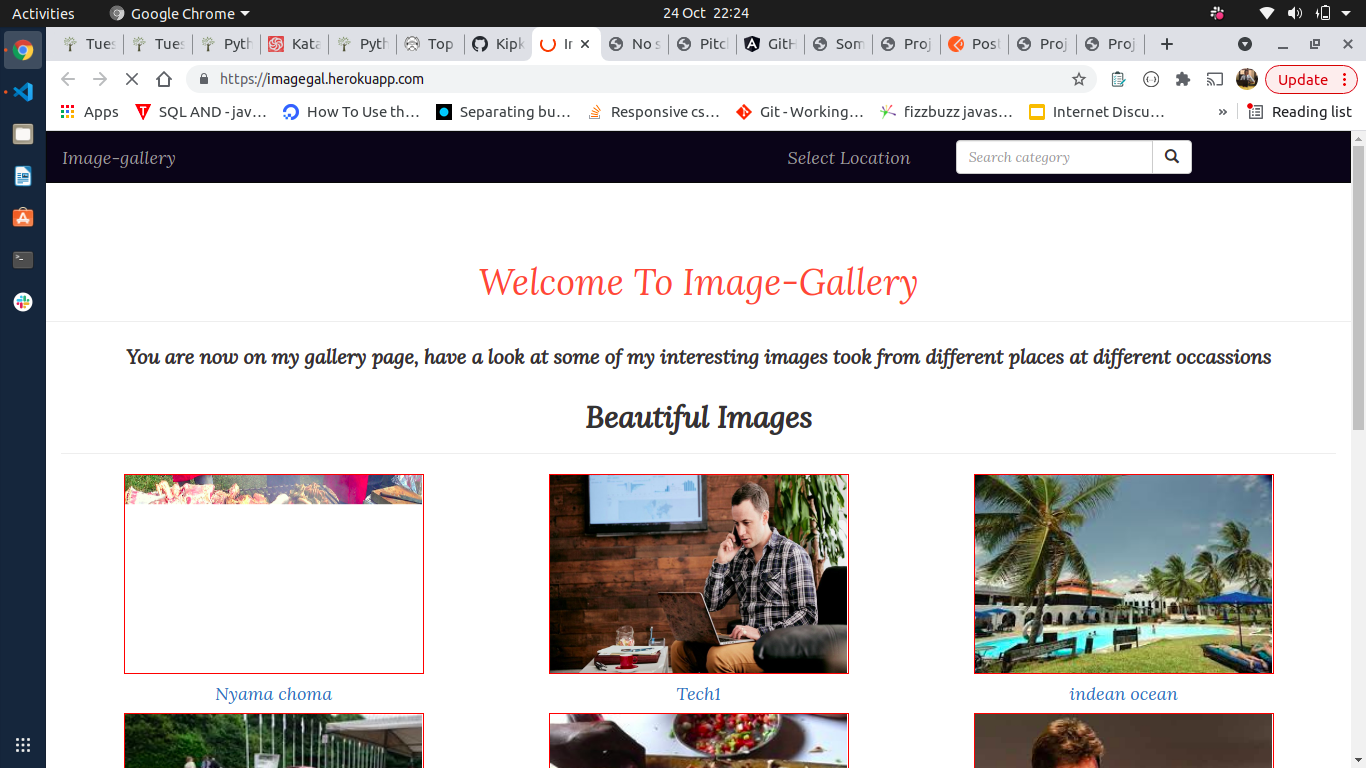 Activities
Google Chrome
24 Oct 22:24
Tues
Tues
Pyth
Kata
Pyth
Top
Kipk
No s
Pitch
GitH
Som
Proj
Post
Proj
Proj
https://imagegal.herokuapp.com
Update
Apps
SQL AND - jav…
How To Use th…
Separating bu…
Responsive cs…
Git - Working…
fizzbuzz javas…
Internet Discu…
»
Reading list
Image-gallery
Select Location
Search category
Welcome To Image-Gallery
You are now on my gallery page, have a look at some of my interesting images took from different places at different occassions
Beautiful Images
Nyama choma
Tech1
indean ocean